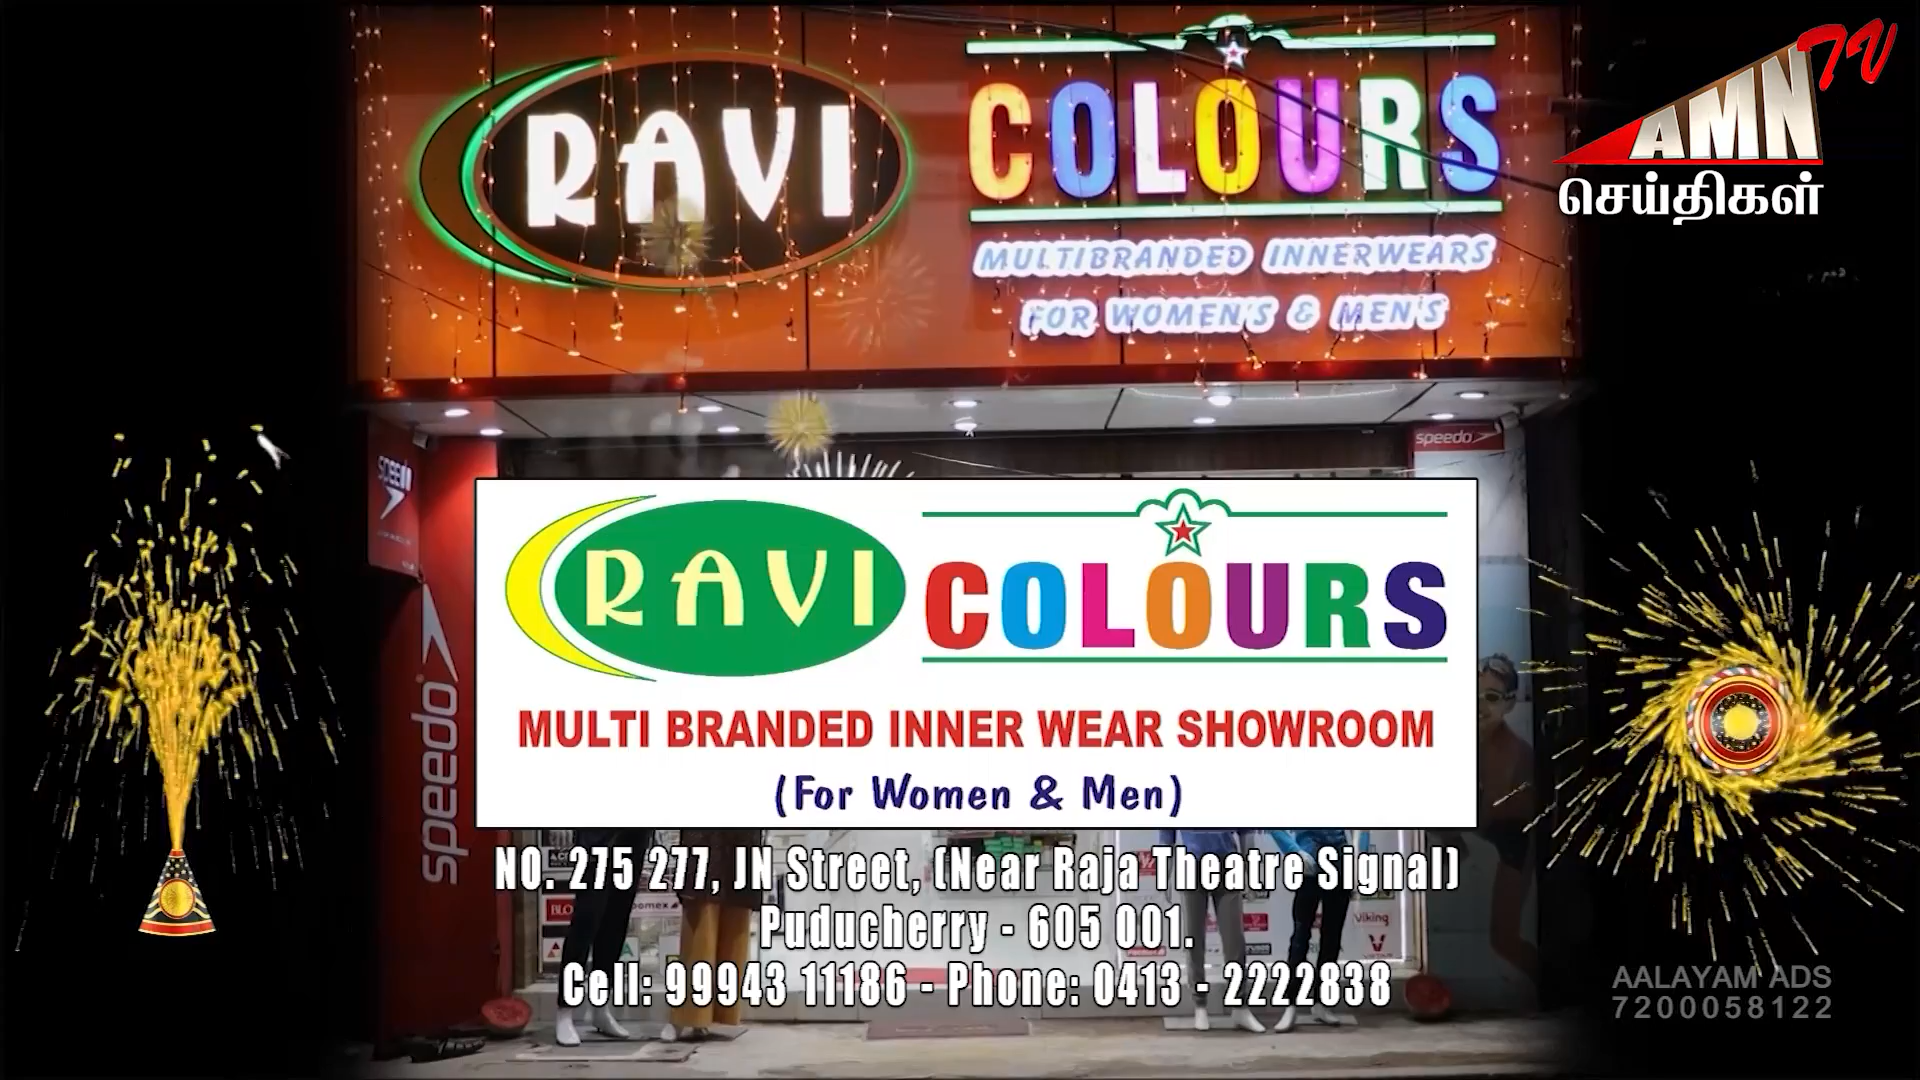 RAVI COLOURS
MULTIBRANDED INNERWEARS
FOR WOMEN'S & MEN'S
AMN TV
செய்திகள்
speedo
speedo
RAVI COLOURS
MULTI BRANDED INNER WEAR SHOWROOM
(For Women & Men)
speedo
NO. 275 277, JN Street, (Near Raja Theatre Signal)
Puducherry - 605 001.
Cell: 99943 11186 - Phone: 0413 - 2222838
Viking
AALAYAM ADS
7200058122